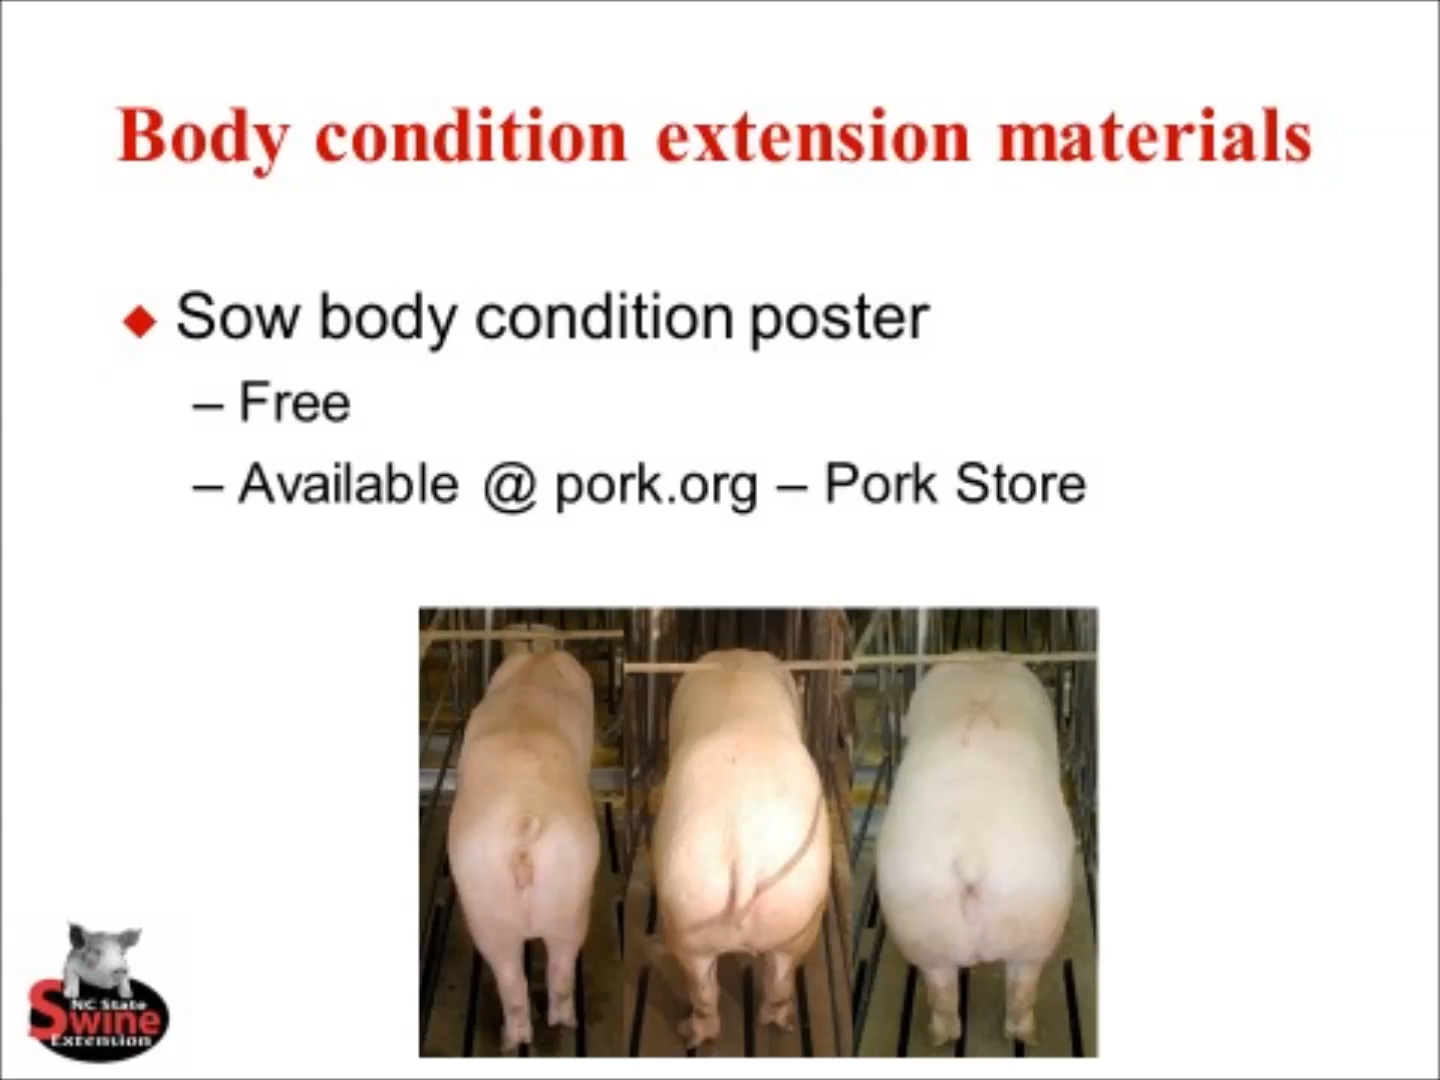 Body condition extension materials
◆ Sow body condition poster
– Free
– Available @ pork.org – Pork Store
NC State
Swine
Extension